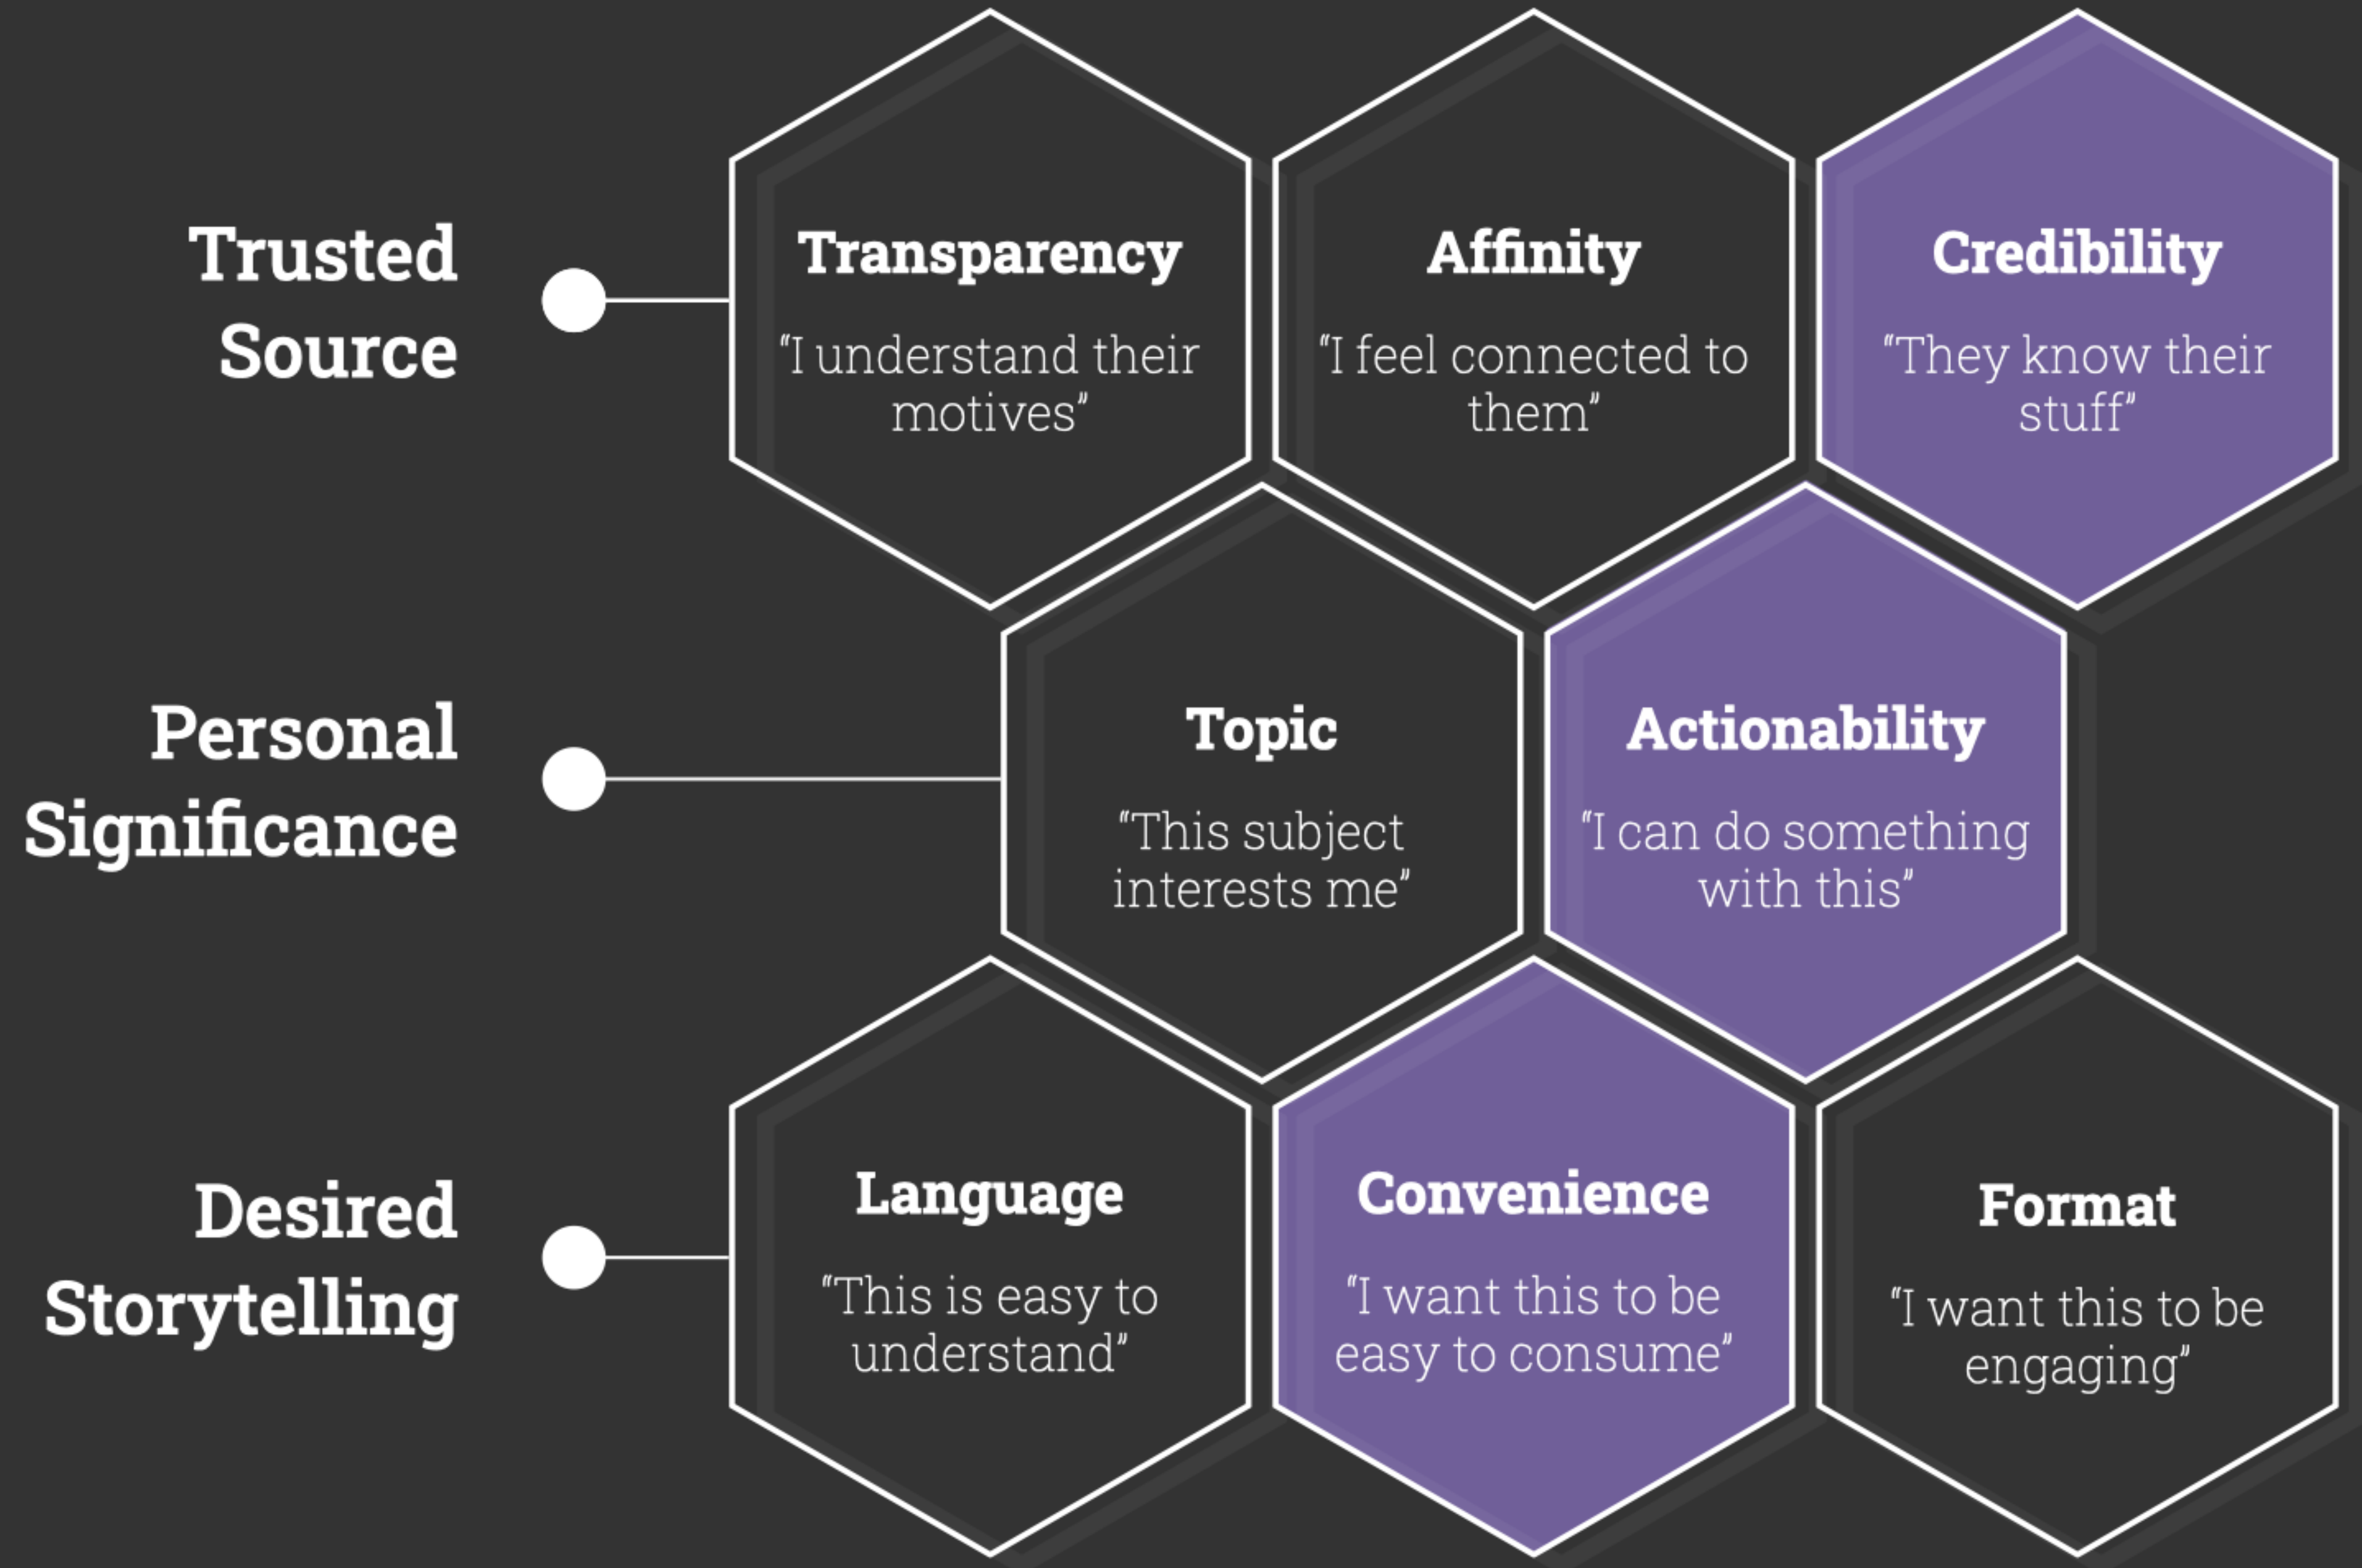 Trusted
Source
Transparency
“I understand their
motives”
Affinity
“I feel connected to
them”
Credibility
“They know their
stuff”
Personal
Significance
Topic
“This subject
interests me”
Actionability
“I can do something
with this”
Desired
Storytelling
Language
“This is easy to
understand”
Convenience
“I want this to be
easy to consume”
Format
“I want this to be
engaging”